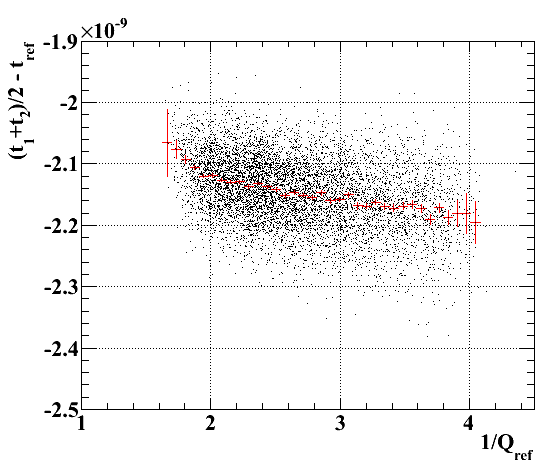 ×10⁻⁹
-1.9
-2
-2.1
-2.2
-2.3
-2.4
-2.5
(t₁+t₂)/2 - t_ref
1 2 3 4
1/Q_ref